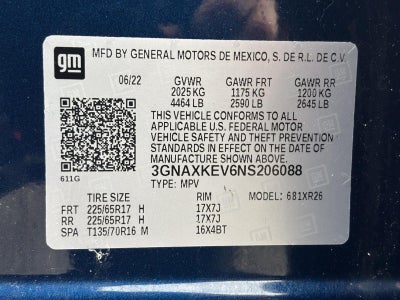 gm
MFD BY GENERAL MOTORS DE MEXICO, S. DE R.L. DE C.V.
06/22 GVWR GAWR FRT GAWR RR
2025 KG 1175 KG 1200 KG
4464 LB 2590 LB 2645 LB
THIS VEHICLE CONFORMS TO ALL
APPLICABLE U.S. FEDERAL MOTOR
VEHICLE SAFETY AND THEFT PREVENTION
STANDARDS IN EFFECT ON THE DATE OF
MANUFACTURE SHOWN ABOVE.
3GNAXKEV6NS206088
611G
TYPE: MPV
TIRE SIZE RIM MODEL: 681XR26
FRT 225/65R17 H 17X7J
RR 225/65R17 H 17X7J
SPA T135/70R16 M 16X4BT